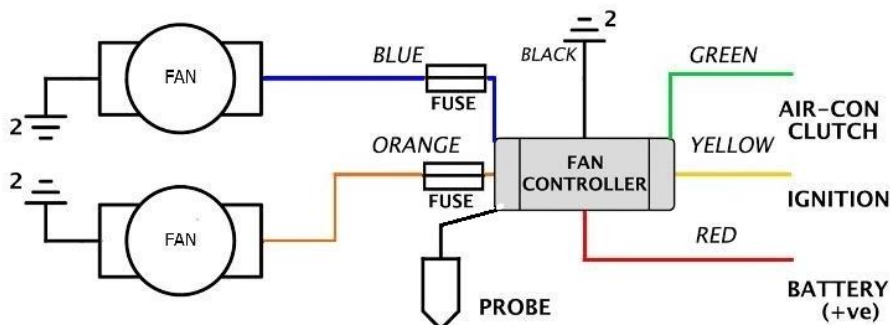 2
BLUE
BLACK
GREEN
FAN
FUSE
2
AIR-CON
CLUTCH
ORANGE
YELLOW
2
FAN
CONTROLLER
FUSE
IGNITION
FAN
RED
PROBE
BATTERY
(+ve)